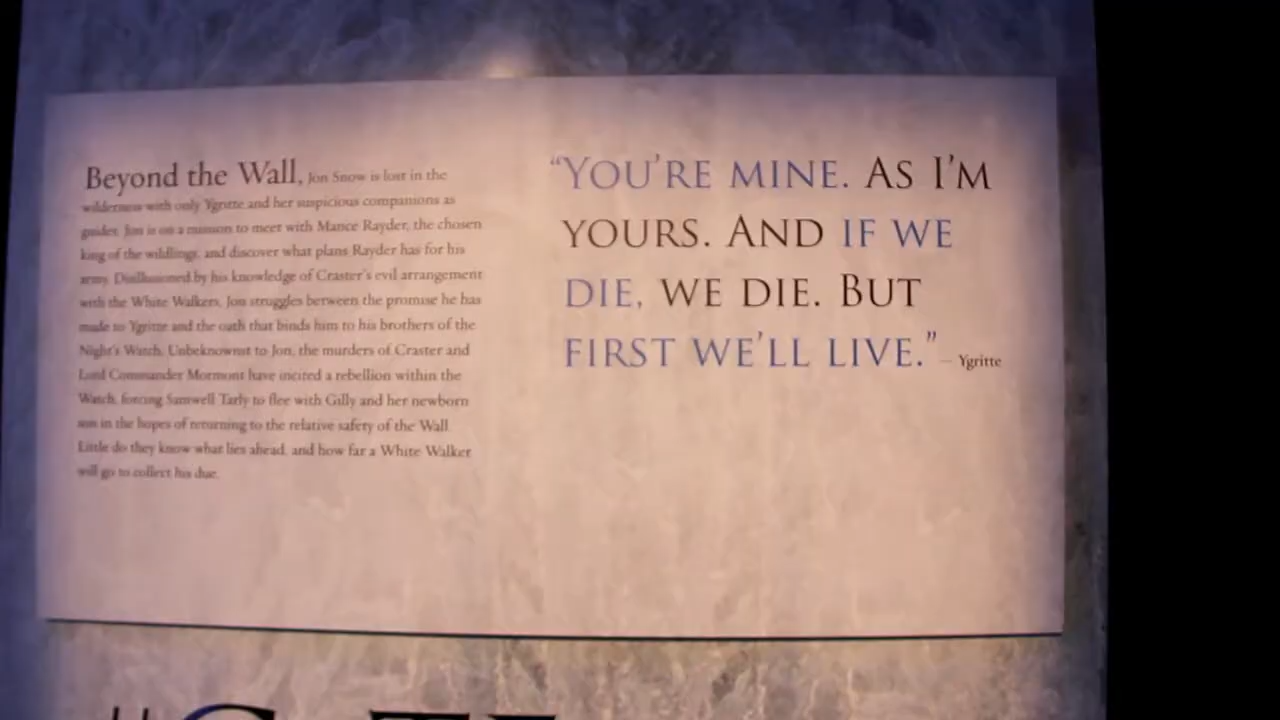 Beyond the Wall, Jon Snow is lost in the
wilderness with only Ygritte and her suspicious companions as
guides. Jon is on a mission to meet with Mance Rayder, the chosen
king of the wildlings, and discover what plans Rayder has for his
army. Disillusioned by his knowledge of Craster's evil arrangement
with the White Walkers, Jon struggles between the promise he has
made to Ygritte and the oath that binds him to his brothers of the
Night's Watch. Unbeknownst to Jon, the murders of Craster and
Lord Commander Mormont have incited a rebellion within the
Watch, forcing Samwell Tarly to flee with Gilly and her newborn
son in the hopes of returning to the relative safety of the Wall.
Little do they know what lies ahead, and how far a White Walker
will go to collect his due.
“YOU'RE MINE. AS I'M
YOURS. AND IF WE
DIE, WE DIE. BUT
FIRST WE'LL LIVE.” – Ygritte